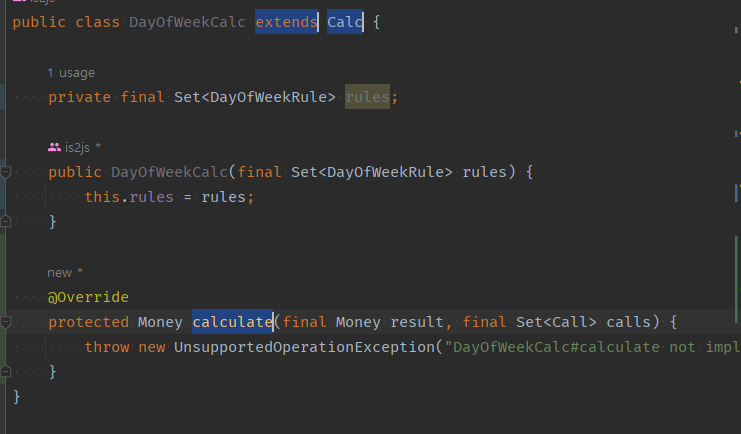 is2js
public class DayOfWeekCalc extends Calc {
1 usage
private final Set<DayOfWeekRule> rules;
is2js *
public DayOfWeekCalc(final Set<DayOfWeekRule> rules) {
this.rules = rules;
}
new *
@Override
protected Money calculate(final Money result, final Set<Call> calls) {
throw new UnsupportedOperationException("DayOfWeekCalc#calculate not impl
}
}